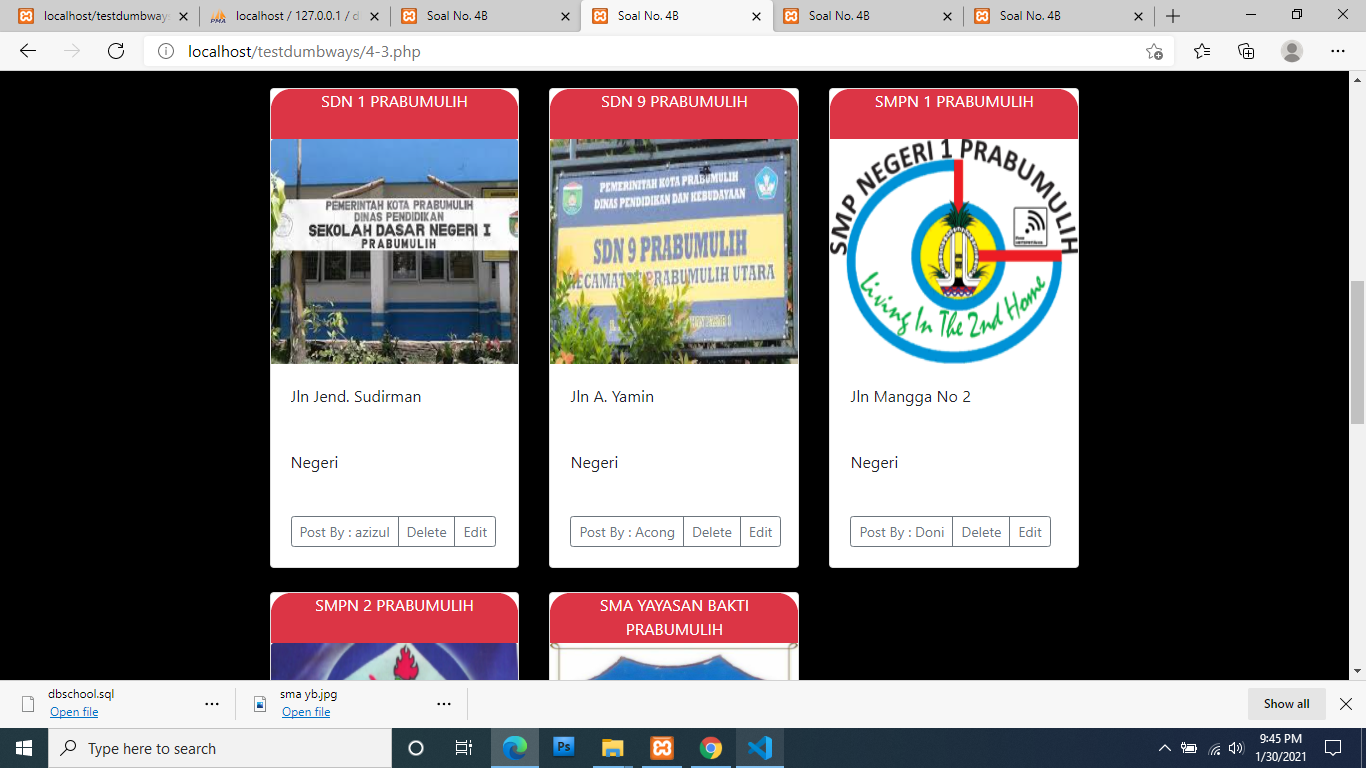 localhost/testdumbways
localhost / 127.0.0.1 / d
Soal No. 4B
Soal No. 4B
Soal No. 4B
Soal No. 4B
localhost/testdumbways/4-3.php
SDN 1 PRABUMULIH
PEMERINTAH KOTA PRABUMULIH
DINAS PENDIDIKAN
SEKOLAH DASAR NEGERI I
PRABUMULIH
Jln Jend. Sudirman
Negeri
Post By : azizul
Delete
Edit
SDN 9 PRABUMULIH
PEMERINTAH KOTA PRABUMULIH
DINAS PENDIDIKAN DAN KEBUDAYAAN
SDN 9 PRABUMULIH
KECAMATAN PRABUMULIH UTARA
Jln A. Yamin
Negeri
Post By : Acong
Delete
Edit
SMPN 1 PRABUMULIH
SMP NEGERI 1 PRABUMULIH
Living In The 2nd Home
Jln Mangga No 2
Negeri
Post By : Doni
Delete
Edit
SMPN 2 PRABUMULIH
SMA YAYASAN BAKTI
PRABUMULIH
dbschool.sql
Open file
sma yb.jpg
Open file
Show all
Type here to search
Ps
9:45 PM
1/30/2021